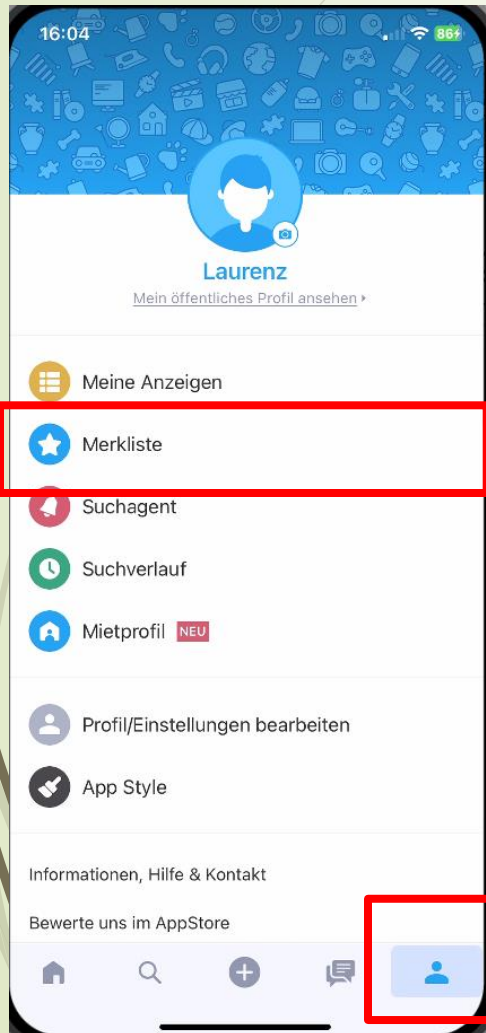 16:04
86
Laurenz
Mein öffentliches Profil ansehen
Meine Anzeigen
Merkliste
Suchagent
Suchverlauf
Mietprofil NEU
Profil/Einstellungen bearbeiten
App Style
Informationen, Hilfe & Kontakt
Bewerte uns im AppStore